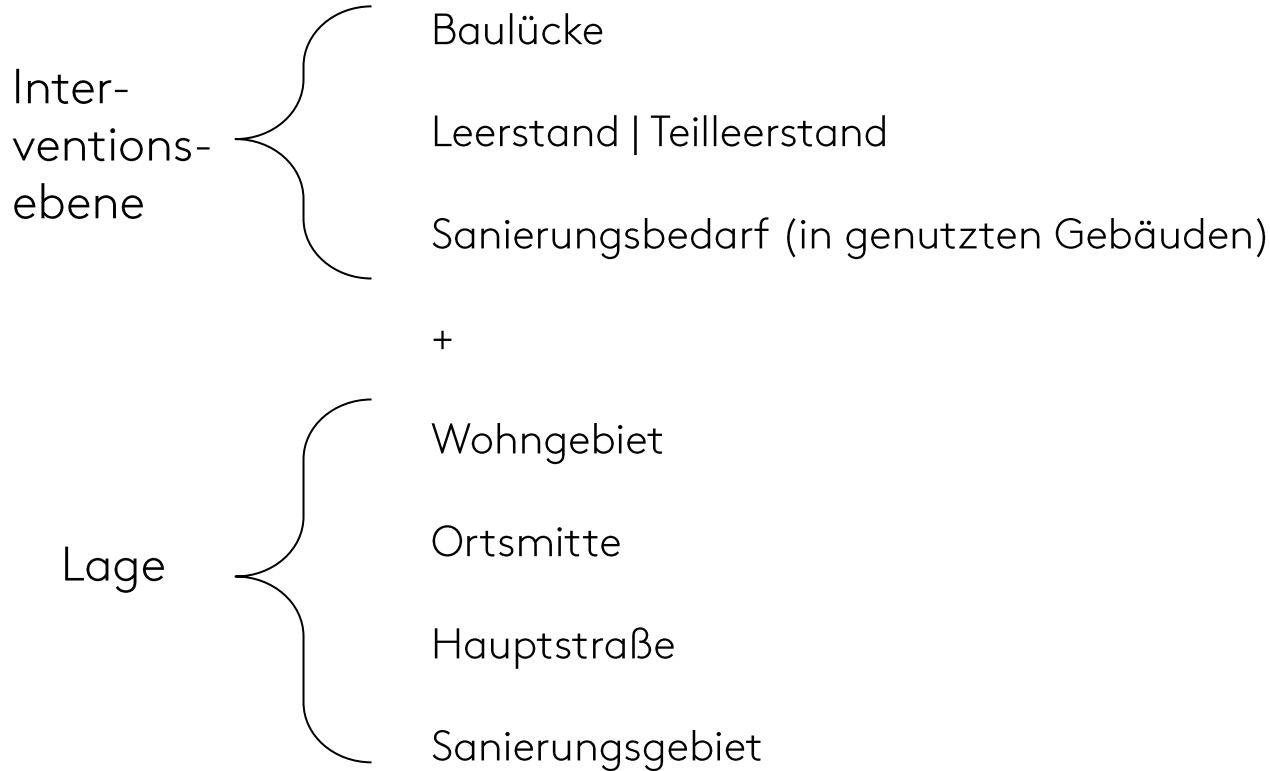 Inter-
ventions-
ebene
Baulücke
Leerstand | Teilleerstand
Sanierungsbedarf (in genutzten Gebäuden)
+
Lage
Wohngebiet
Ortsmitte
Hauptstraße
Sanierungsgebiet